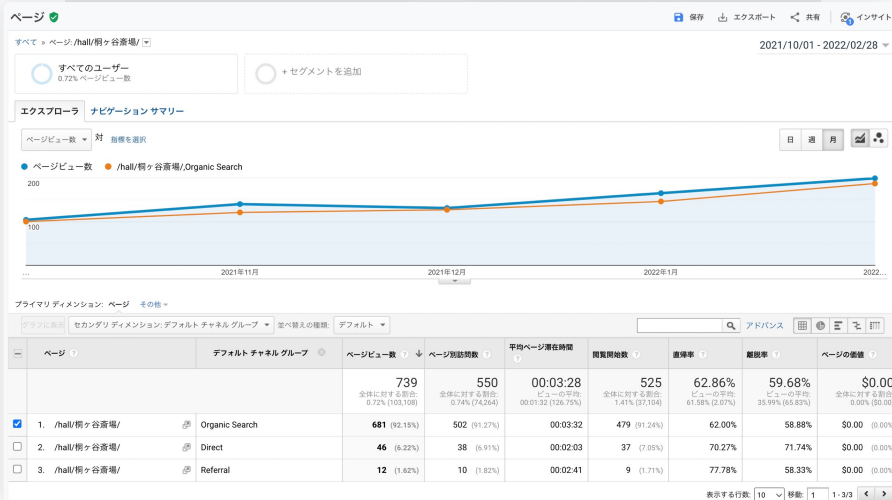 ページ
保存 エクスポート 共有 インサイト
すべて » ページ: /hall/桐ヶ谷斎場/
2021/10/01 - 2022/02/28
すべてのユーザー
0.72% ページビュー数
+ セグメントを追加
エクスプローラ ナビゲーション サマリー
ページビュー数 対 指標を選択
日 週 月
ページビュー数 /hall/桐ヶ谷斎場/,Organic Search
200
100
... 2021年11月 2021年12月 2022年1月 2022...
プライマリ ディメンション: ページ その他
グラフに表示 セカンダリ ディメンション: デフォルト チャネル グループ 並べ替えの種類: デフォルト アドバンス
ページ ? デフォルト チャネル グループ ページビュー数 ? ページ別訪問数 ? 平均ページ滞在時間 ? 閲覧開始数 ? 直帰率 ? 離脱率 ? ページの価値 ?
739 550 00:03:28 525 62.86% 59.68% $0.00
全体に対する割合: 全体に対する割合: ビューの平均: 全体に対する割合: ビューの平均: ビューの平均: 全体に対する割合:
0.72% (103,108) 0.74% (74,264) 00:01:32 (126.75%) 1.41% (37,104) 61.58% (2.07%) 35.99% (65.83%) 0.00% ($0.00
1. /hall/桐ヶ谷斎場/ Organic Search 681 (92.15%) 502 (91.27%) 00:03:32 479 (91.24%) 62.00% 58.88% $0.00 (0.00%
2. /hall/桐ヶ谷斎場/ Direct 46 (6.22%) 38 (6.91%) 00:02:03 37 (7.05%) 70.27% 71.74% $0.00 (0.00%
3. /hall/桐ヶ谷斎場/ Referral 12 (1.62%) 10 (1.82%) 00:02:41 9 (1.71%) 77.78% 58.33% $0.00 (0.00%
表示する行数: 10 移動: 1 1 - 3/3